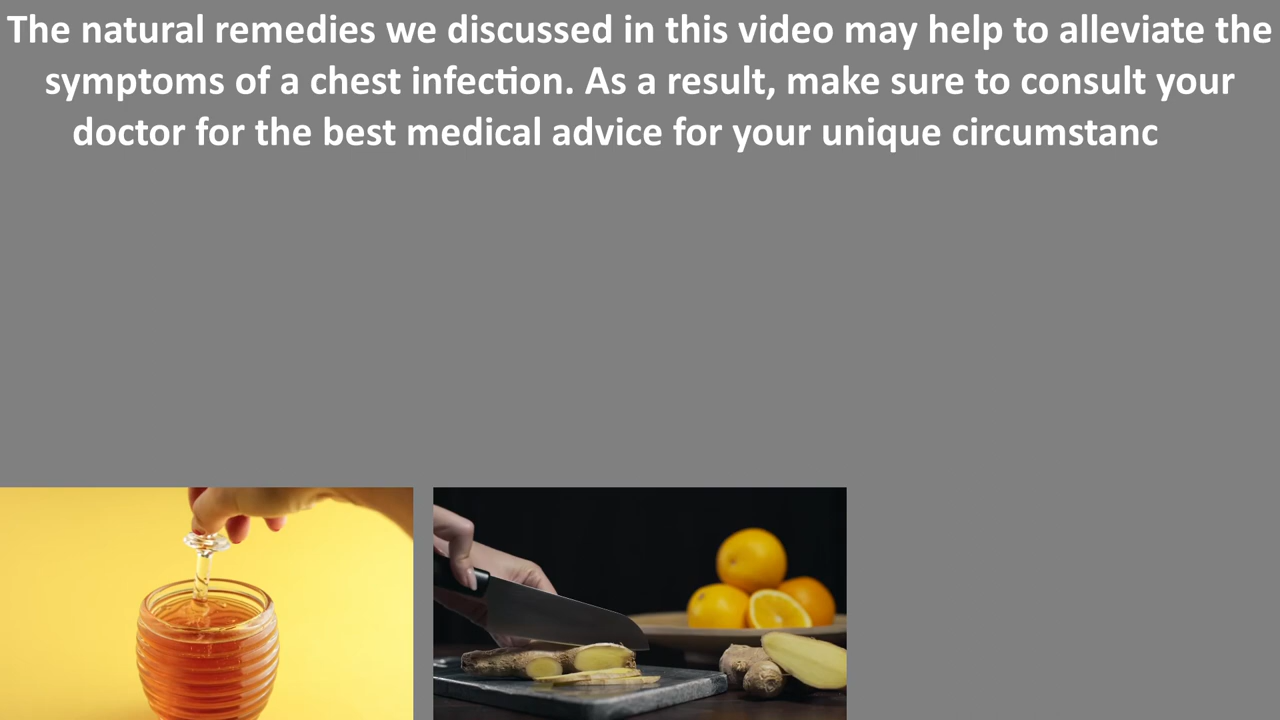 The natural remedies we discussed in this video may help to alleviate the
symptoms of a chest infection. As a result, make sure to consult your
doctor for the best medical advice for your unique circumstanc